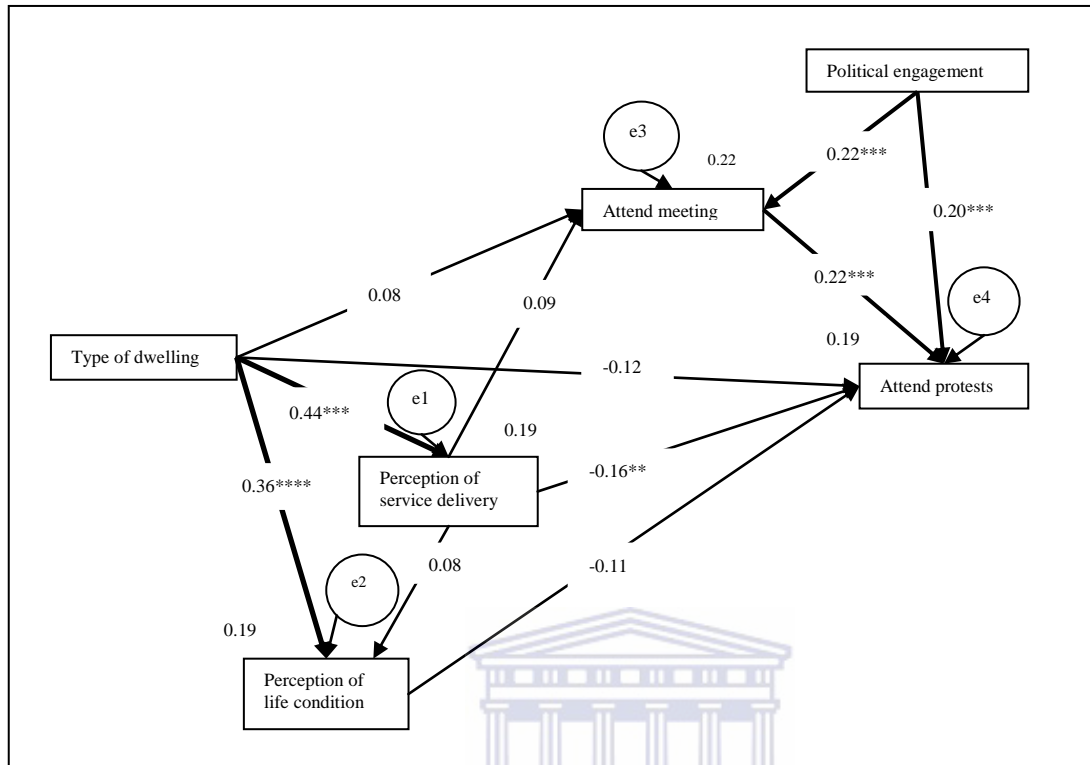 Political engagement
e3
0.22
0.22***
Attend meeting
0.20***
0.08
0.09
0.22***
e4
Type of dwelling
0.19
-0.12
Attend protests
e1
0.44***
0.19
0.36****
Perception of
service delivery
-0.16**
0.08
-0.11
e2
0.19
Perception of
life condition